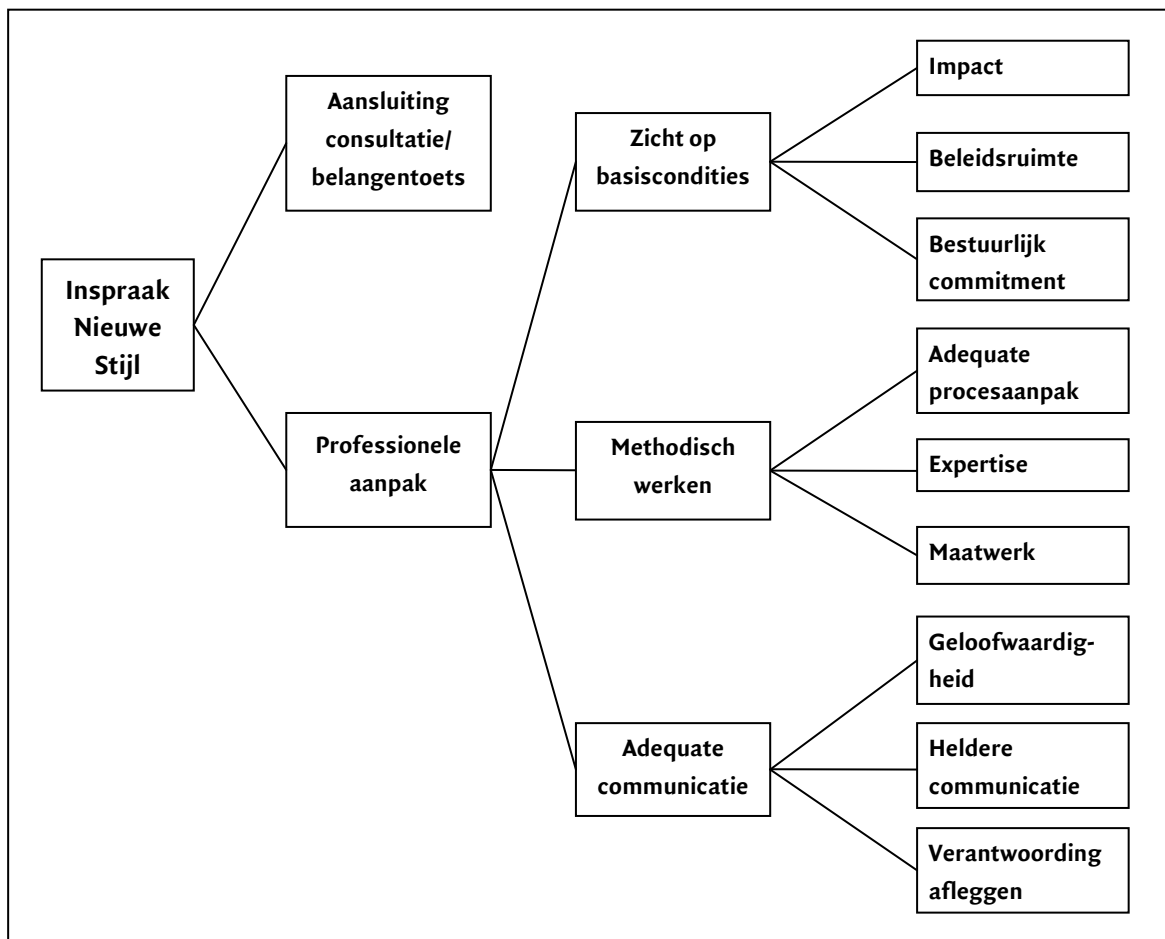 Inspraak
Nieuwe
Stijl
Aansluiting
consultatie/
belangentoets
Professionele
aanpak
Zicht op
basiscondities
Methodisch
werken
Adequate
communicatie
Impact
Beleidsruimte
Bestuurlijk
commitment
Adequate
procesaanpak
Expertise
Maatwerk
Geloofwaardig-
heid
Heldere
communicatie
Verantwoording
afleggen